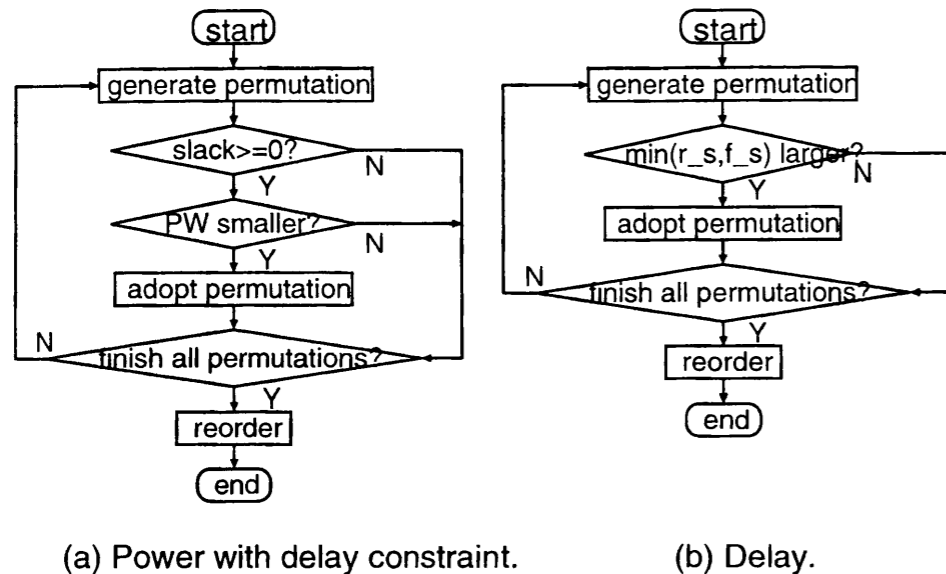 start
generate permutation
slack>=0?
N
Y
PW smaller?
N
Y
adopt permutation
N
finish all permutations?
Y
reorder
end
(a) Power with delay constraint.
start
generate permutation
min(r_s,f_s) larger?
N
Y
adopt permutation
N
finish all permutations?
Y
reorder
end
(b) Delay.